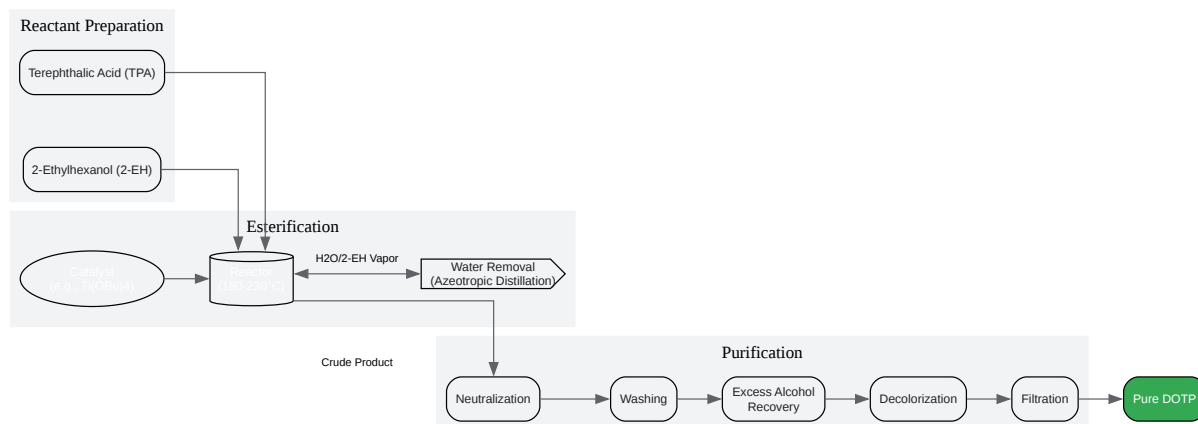 Reactant Preparation
Terephthalic Acid (TPA)
2-Ethylhexanol (2-EH)
Esterification
Catalyst
(e.g., Ti(OBu)4)
Reactor
(180-230°C)
H2O/2-EH Vapor
Water Removal
(Azeotropic Distillation)
Crude Product
Purification
Neutralization
Washing
Excess Alcohol
Recovery
Decolorization
Filtration
Pure DOTP